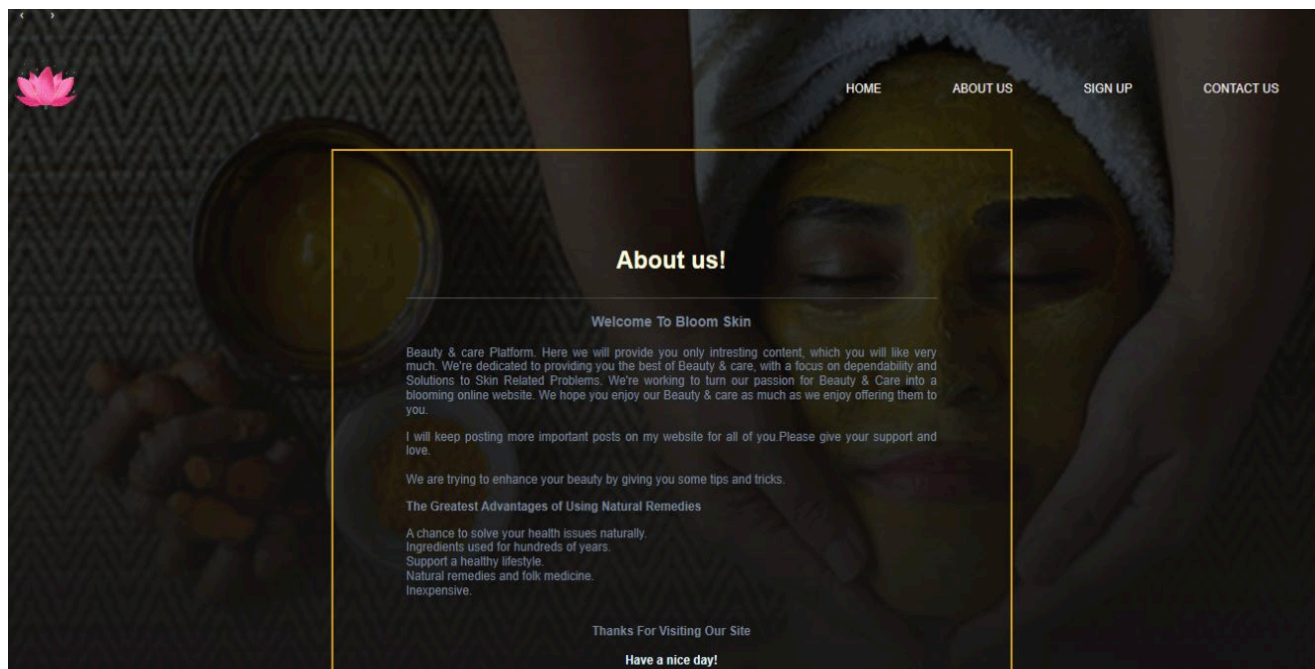 ‹ ›
HOME ABOUT US SIGN UP CONTACT US
About us!
Welcome To Bloom Skin
Beauty & care Platform. Here we will provide you only intresting content, which you will like very
much. We're dedicated to providing you the best of Beauty & care, with a focus on dependability and
Solutions to Skin Related Problems. We're working to turn our passion for Beauty & Care into a
blooming online website. We hope you enjoy our Beauty & care as much as we enjoy offering them to
you.
I will keep posting more important posts on my website for all of you.Please give your support and
love.
We are trying to enhance your beauty by giving you some tips and tricks.
The Greatest Advantages of Using Natural Remedies
A chance to solve your health issues naturally.
Ingredients used for hundreds of years.
Support a healthy lifestyle.
Natural remedies and folk medicine.
Inexpensive.
Thanks For Visiting Our Site
Have a nice day!